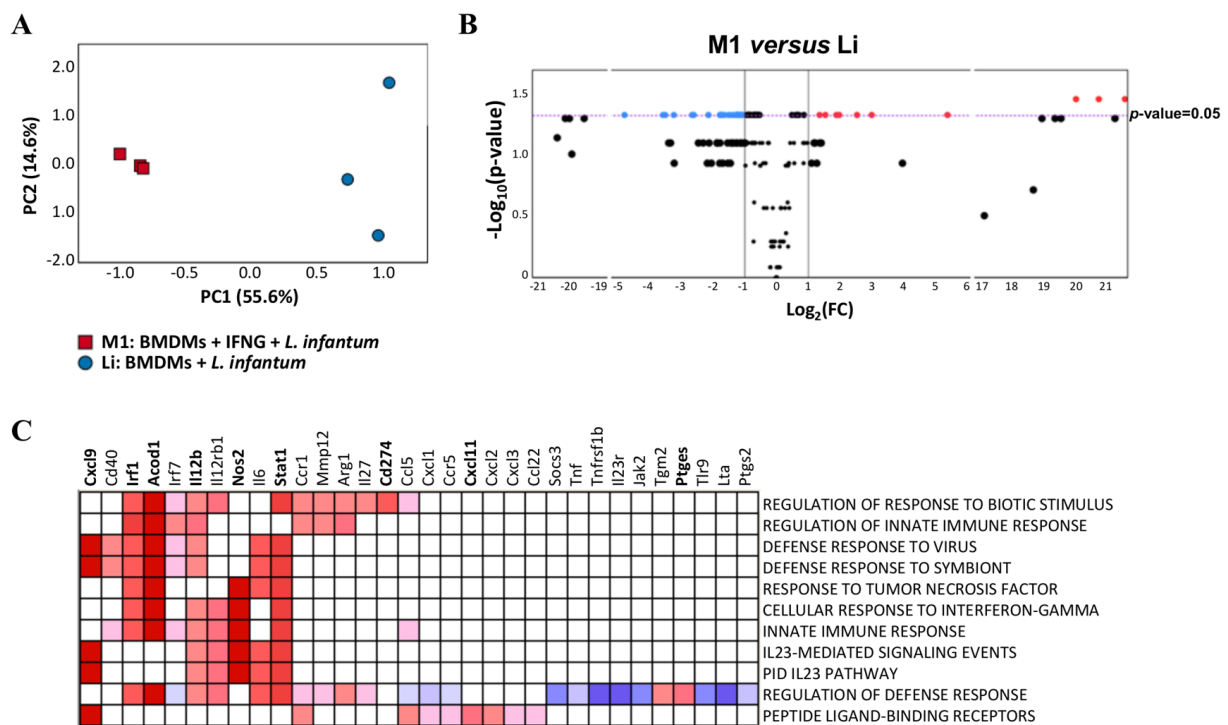 A
2.0
1.0
0.0
1.0
-2.0
PC2 (14.6%)
-1.0 -0.5 0.0 0.5 1.0
PC1 (55.6%)
M1: BMDMs + IFNG + L. infantum
Li: BMDMs + L. infantum
B
M1 versus Li
1.5
1.0
0.5
0
-Log10(p-value)
p-value=0.05
-21 -20 -19 -5 -4 -3 -2 -1 0 1 2 3 4 5 6 17 18 19 20 21
Log2(FC)
C
Cxcl9 Cd40 Irf1 Acod1 Irf7 Il12b Il12rb1 Nos2 Il6 Stat1 Ccr1 Mmp12 Arg1 Il27 Cd274 Ccl5 Cxcl1 Ccr5 Cxcl11 Cxcl2 Cxcl3 Ccl22 Socs3 Tnf Tnfrsf1b Il23r Jak2 Tgm2 Ptges Tlr9 Lta Ptgs2
REGULATION OF RESPONSE TO BIOTIC STIMULUS
REGULATION OF INNATE IMMUNE RESPONSE
DEFENSE RESPONSE TO VIRUS
DEFENSE RESPONSE TO SYMBIONT
RESPONSE TO TUMOR NECROSIS FACTOR
CELLULAR RESPONSE TO INTERFERON-GAMMA
INNATE IMMUNE RESPONSE
IL23-MEDIATED SIGNALING EVENTS
PID IL23 PATHWAY
REGULATION OF DEFENSE RESPONSE
PEPTIDE LIGAND-BINDING RECEPTORS